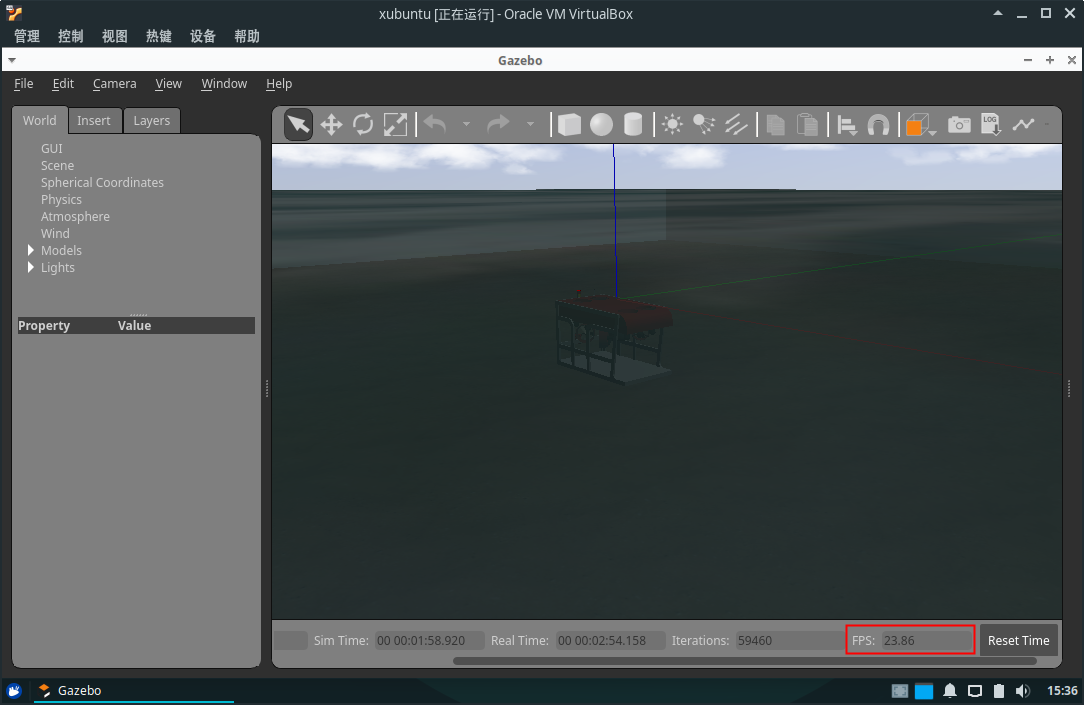 xubuntu [正在运行] - Oracle VM VirtualBox
管理 控制 视图 热键 设备 帮助
Gazebo
File Edit Camera View Window Help
World Insert Layers
LOG
GUI
Scene
Spherical Coordinates
Physics
Atmosphere
Wind
Models
Lights
Property Value
Sim Time: 00 00:01:58.920 Real Time: 00 00:02:54.158 Iterations: 59460 FPS: 23.86 Reset Time
Gazebo 15:36